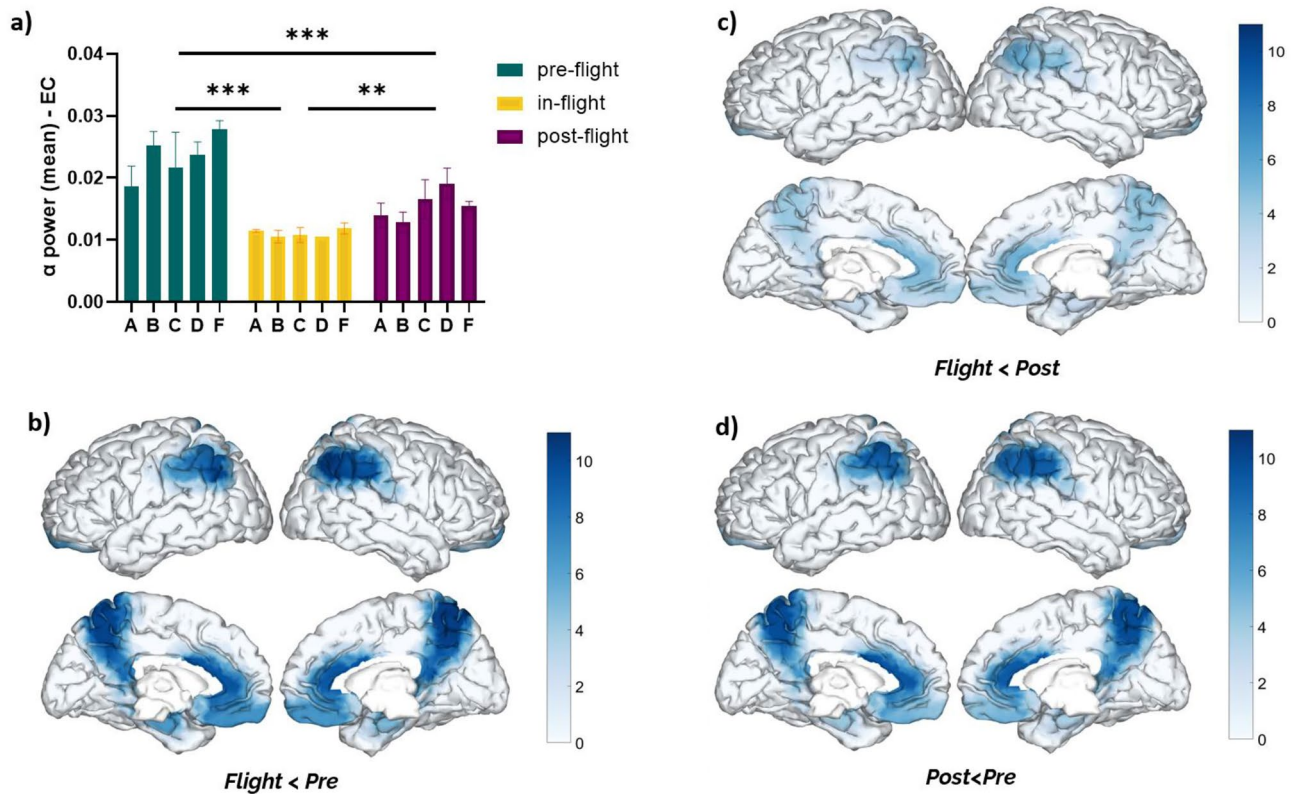 a)
***
***
**
0.04
0.03
0.02
0.01
0.00
α power (mean) - EC
A B C D F A B C D F A B C D F
pre-flight
in-flight
post-flight
c)
10
8
6
4
2
0
Flight < Post
b)
10
8
6
4
2
0
Flight < Pre
d)
10
8
6
4
2
0
Post<Pre